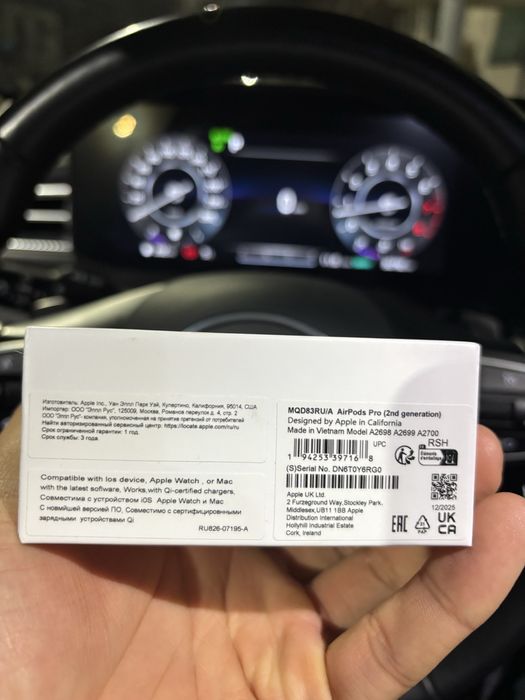 Изготовитель: Apple Inc., Уан Эппл Парк Уэй, Купертино, Калифорния, 95014, США
Импортер: ООО "Эппл Рус", 125009, Москва, Романов переулок д. 4, стр. 2
ООО "Эппл Рус"- компания, уполномоченная на принятие претензий от потребителей
Найти авторизированный сервисный центр: https://locate.apple.com/ru/ru
Срок ограниченной гарантии: 1 год.
Срок службы: 3 года.
Compatible with Ios device, Apple Watch , or Mac
with the latest software, Works,with Qi-certified chargers,
Совместима с устройством iOS Apple Watch и Mac
С новыйшей версией ПО, Совместимо с сертифицированными
зарядными устройствами Qi
RU826-07195-A
MQD83RU/A AirPods Pro (2nd generation)
Designed by Apple in California
Made in Vietnam Model A2698 A2699 A2700
UPC
RSH
1 94253 39716 8
(S)Serial No. DN6T0Y6RG0
Apple UK Ltd.
2 Furzeground Way,Stockley Park.
Middlesex,UB11 1BB Apple
Distribution International
Hollyhill Industrial Estate
Cork, Ireland
12/2025
EAC
UK
CA